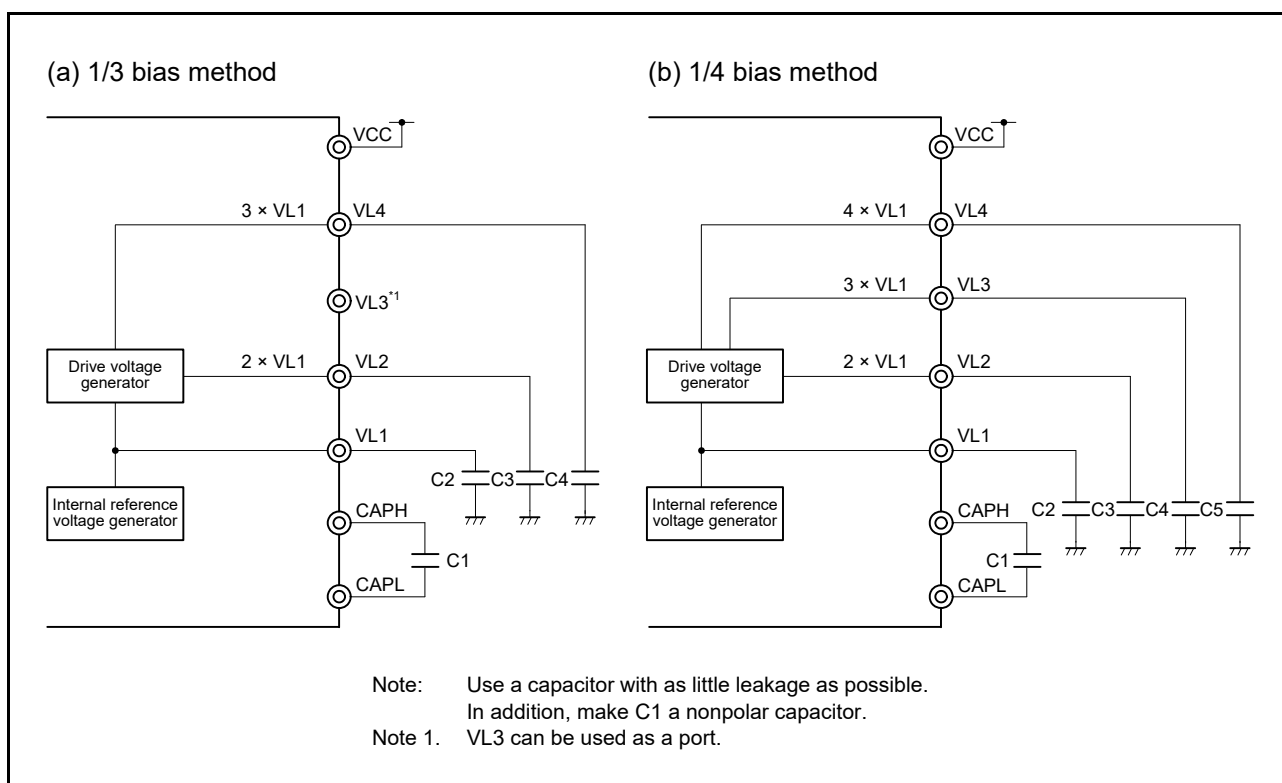 (a) 1/3 bias method
VCC
3 × VL1
VL4
VL3*1
Drive voltage
generator
2 × VL1
VL2
VL1
C2
C3
C4
Internal reference
voltage generator
CAPH
C1
CAPL
(b) 1/4 bias method
VCC
4 × VL1
VL4
3 × VL1
VL3
Drive voltage
generator
2 × VL1
VL2
VL1
Internal reference
voltage generator
CAPH
C2
C3
C4
C5
C1
CAPL
Note: Use a capacitor with as little leakage as possible.
In addition, make C1 a nonpolar capacitor.
Note 1. VL3 can be used as a port.